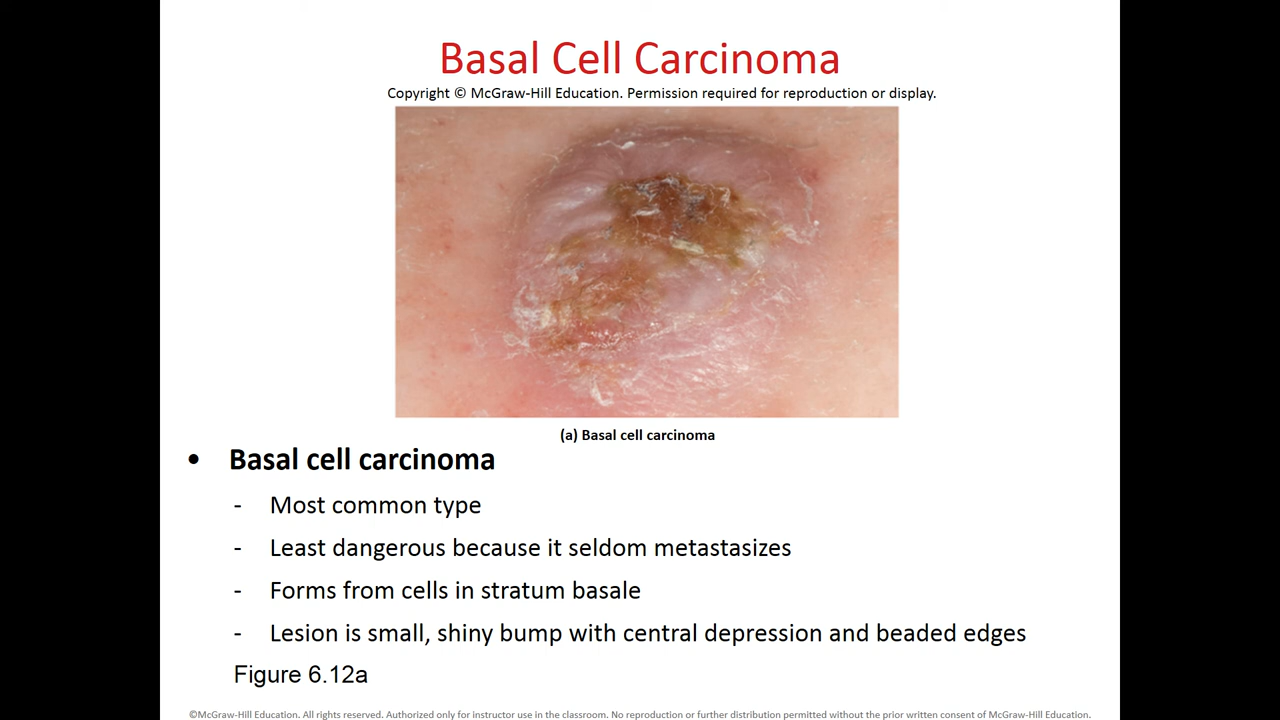 Basal Cell Carcinoma
Copyright © McGraw-Hill Education. Permission required for reproduction or display.
(a) Basal cell carcinoma
• Basal cell carcinoma
- Most common type
- Least dangerous because it seldom metastasizes
- Forms from cells in stratum basale
- Lesion is small, shiny bump with central depression and beaded edges
Figure 6.12a
©McGraw-Hill Education. All rights reserved. Authorized only for instructor use in the classroom. No reproduction or further distribution permitted without the prior written consent of McGraw-Hill Education.